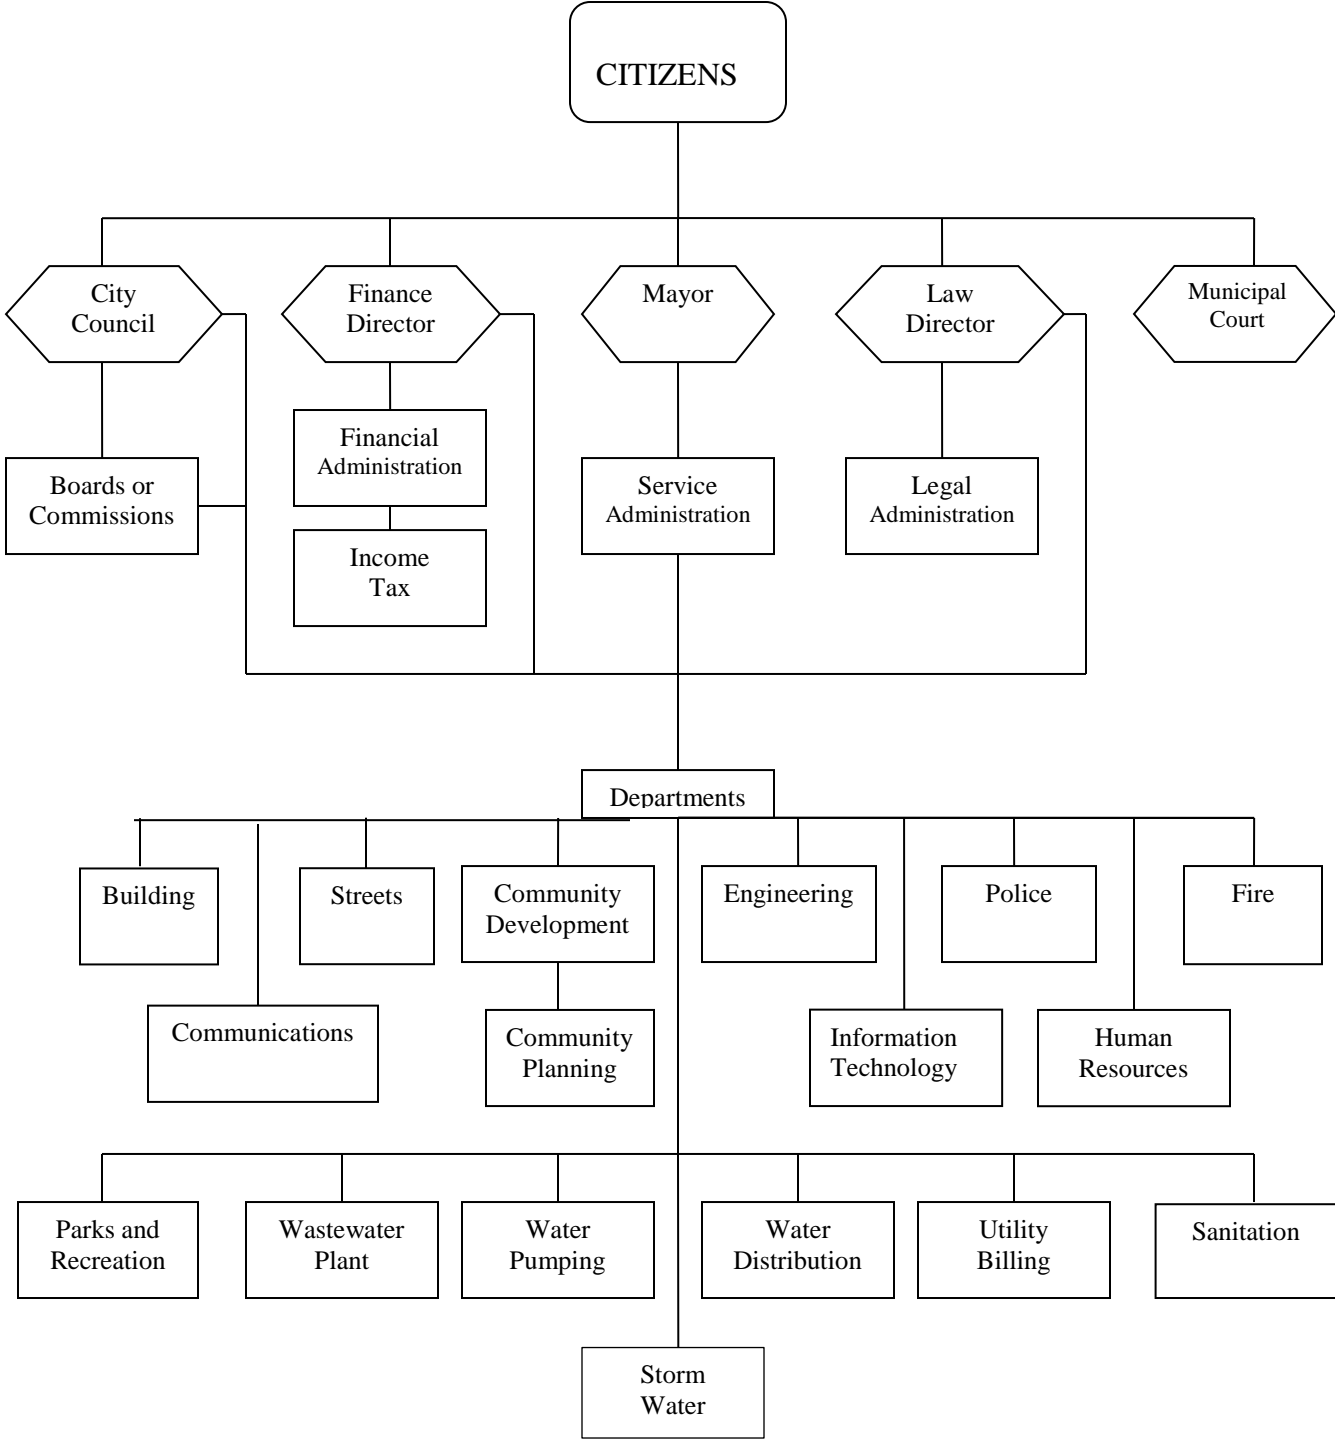 CITIZENS
City
Council
Finance
Director
Mayor
Law
Director
Municipal
Court
Financial
Administration
Boards or
Commissions
Service
Administration
Legal
Administration
Income
Tax
Departments
Building
Streets
Community
Development
Engineering
Police
Fire
Communications
Community
Planning
Information
Technology
Human
Resources
Parks and
Recreation
Wastewater
Plant
Water
Pumping
Water
Distribution
Utility
Billing
Sanitation
Storm
Water